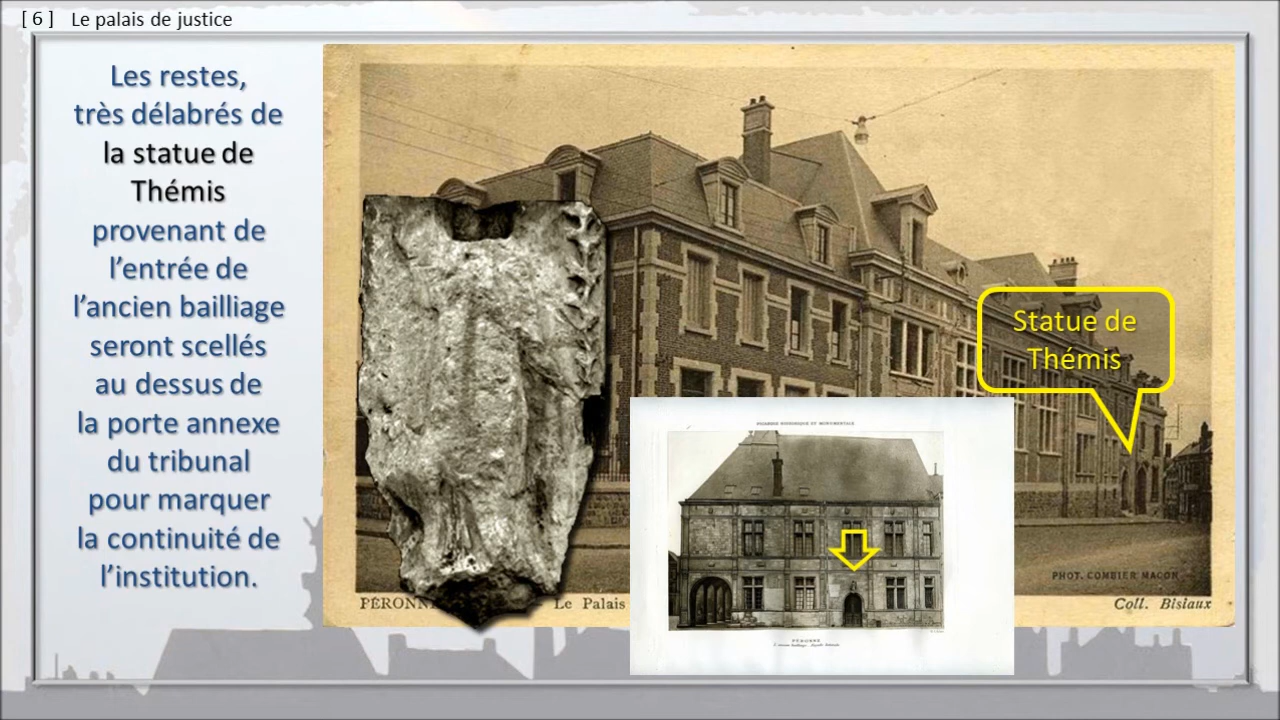 [ 6 ] Le palais de justice
Les restes,
très délabrés de
la statue de
Thémis
provenant de
l’entrée de
l’ancien bailliage
seront scellés
au dessus de
la porte annexe
du tribunal
pour marquer
la continuité de
l’institution.
Statue de
Thémis
PHOT. COMBIER MACON
Le Palais
Coll. Bisiaux
PÉRONNE